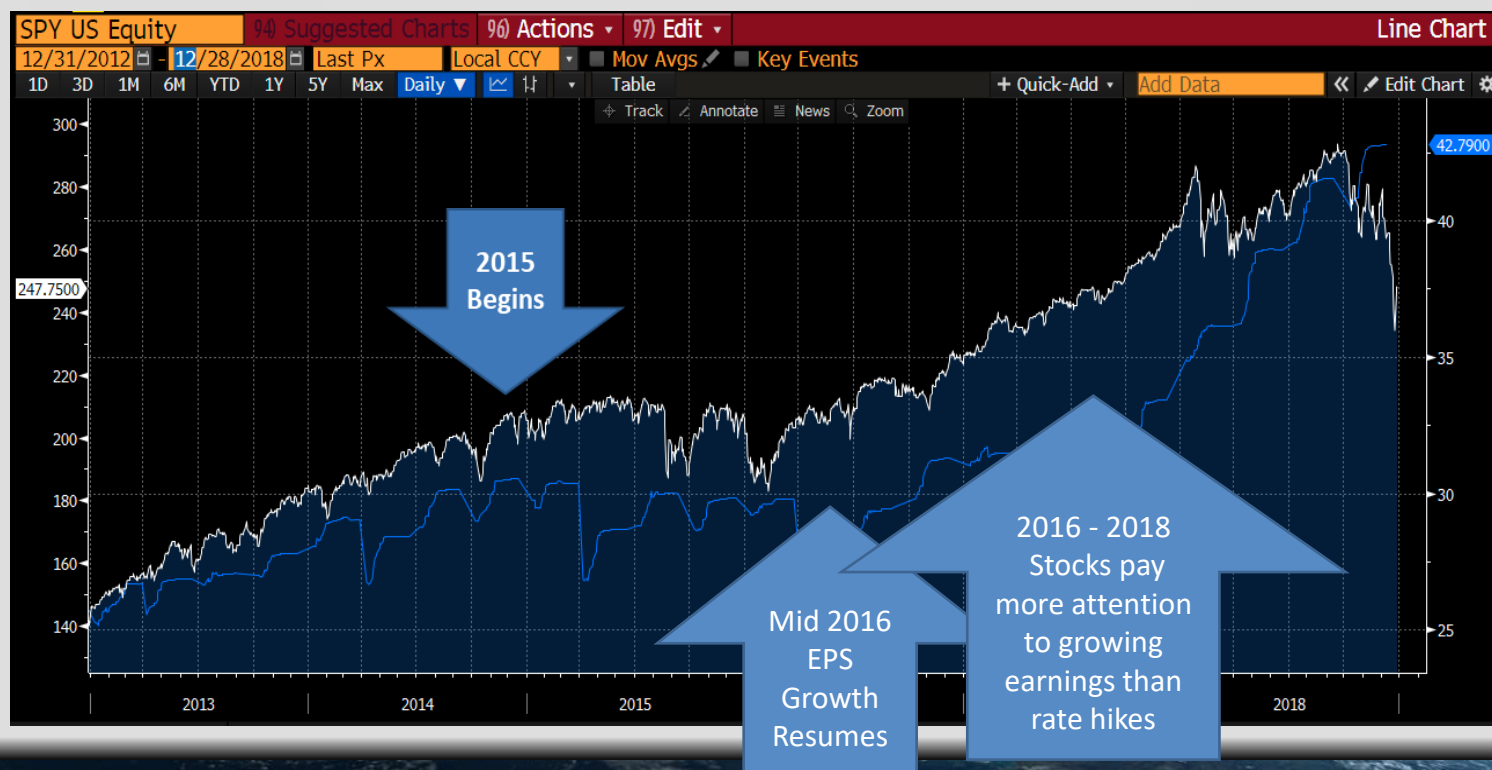 SPY US Equity 94) Suggested Charts 96) Actions 97) Edit Line Chart
12/31/2012 - 12/28/2018 Last Px Local CCY Mov Avgs Key Events
1D 3D 1M 6M YTD 1Y 5Y Max Daily ▼ Table + Quick-Add Add Data « Edit Chart
Track Annotate News Zoom
300
280
260
247.7500
240
220
200
180
160
140
42.7900
40
35
30
25
2015
Begins
Mid 2016
EPS
Growth
Resumes
2016 - 2018
Stocks pay
more attention
to growing
earnings than
rate hikes
2013 2014 2015 2018